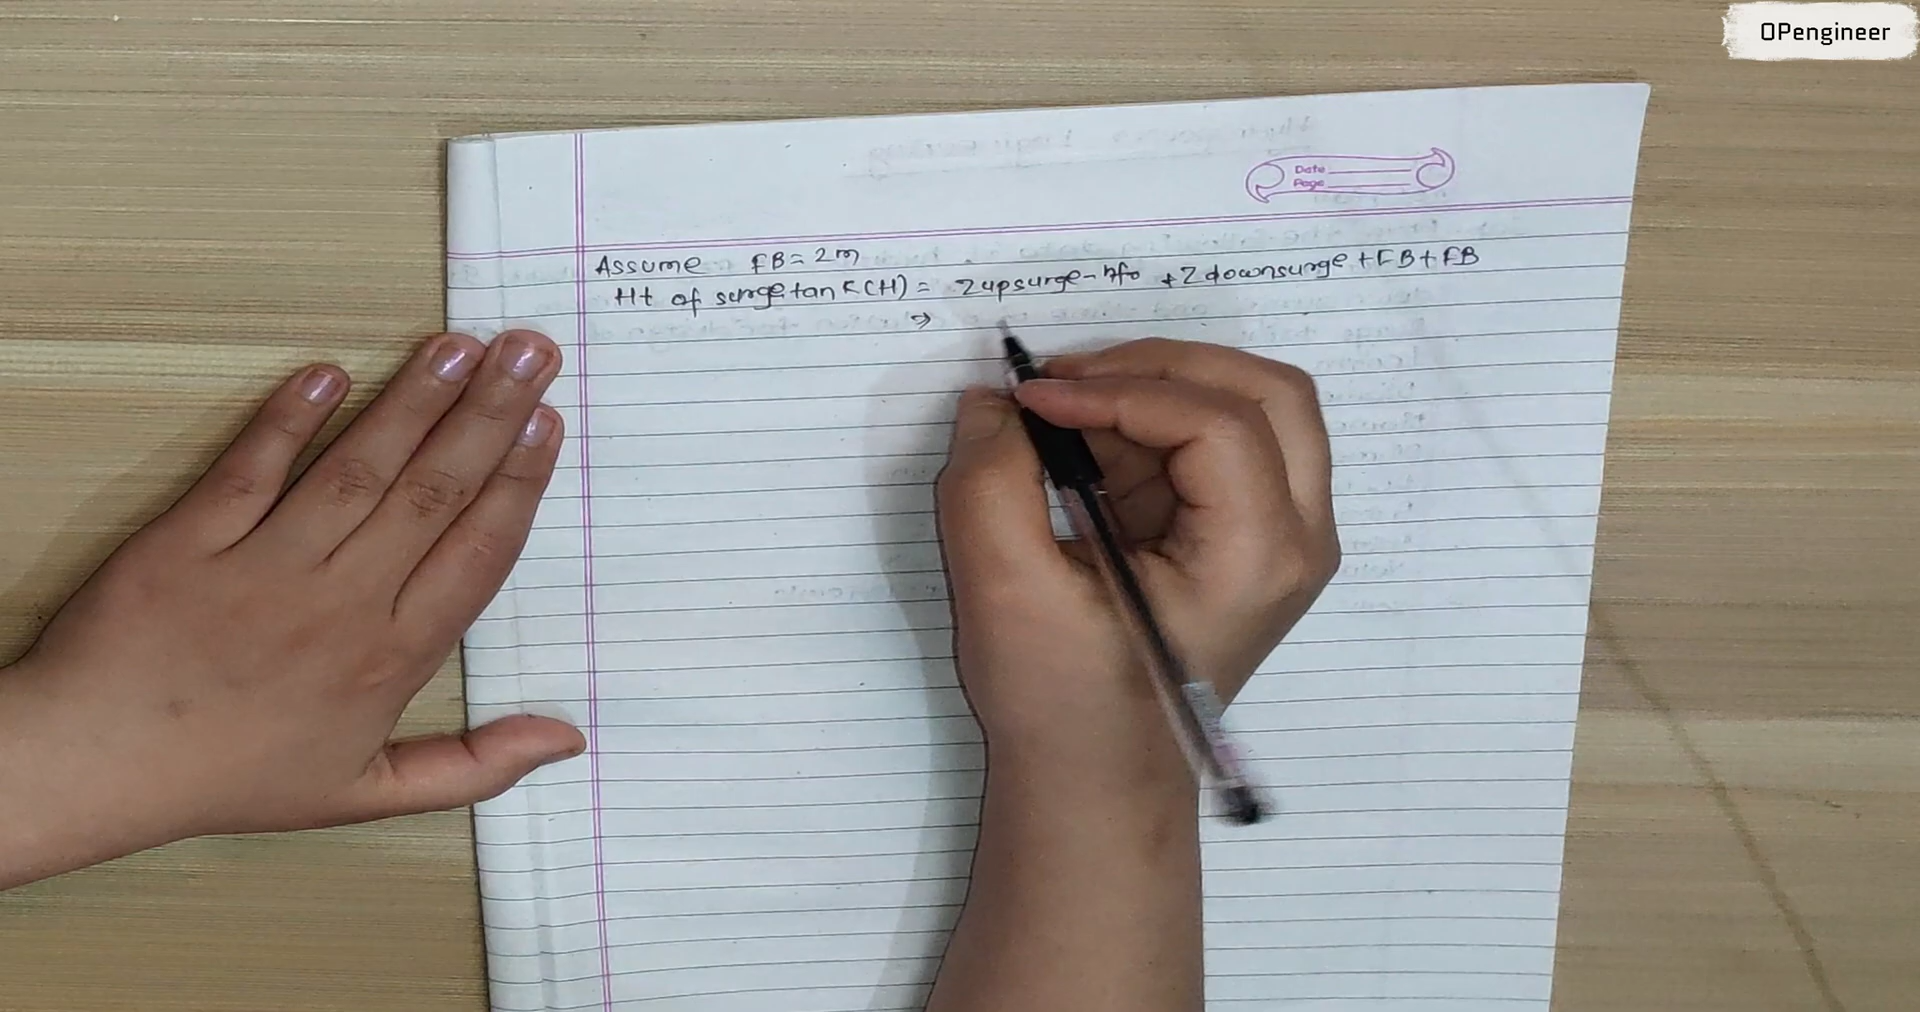 OPengineer
Date
Page
Assume FB = 2m
Ht of surge tank (H) = Zupsurge - hfo + Zdownsurge + FB + FB
⇒